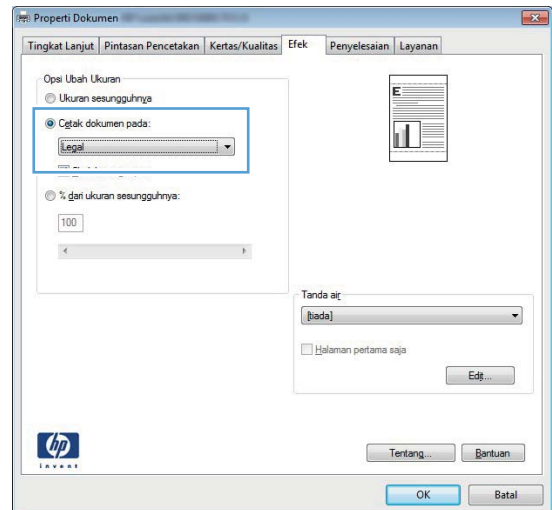 Properti Dokumen
Tingkat Lanjut Pintasan Pencetakan Kertas/Kualitas Efek Penyelesaian Layanan
Opsi Ubah Ukuran
Ukuran sesungguhnya
Cetak dokumen pada:
Legal
% dari ukuran sesungguhnya:
100
E
Tanda air
[tiada]
Halaman pertama saja
Edit...
hp
invent
Tentang... Bantuan
OK Batal